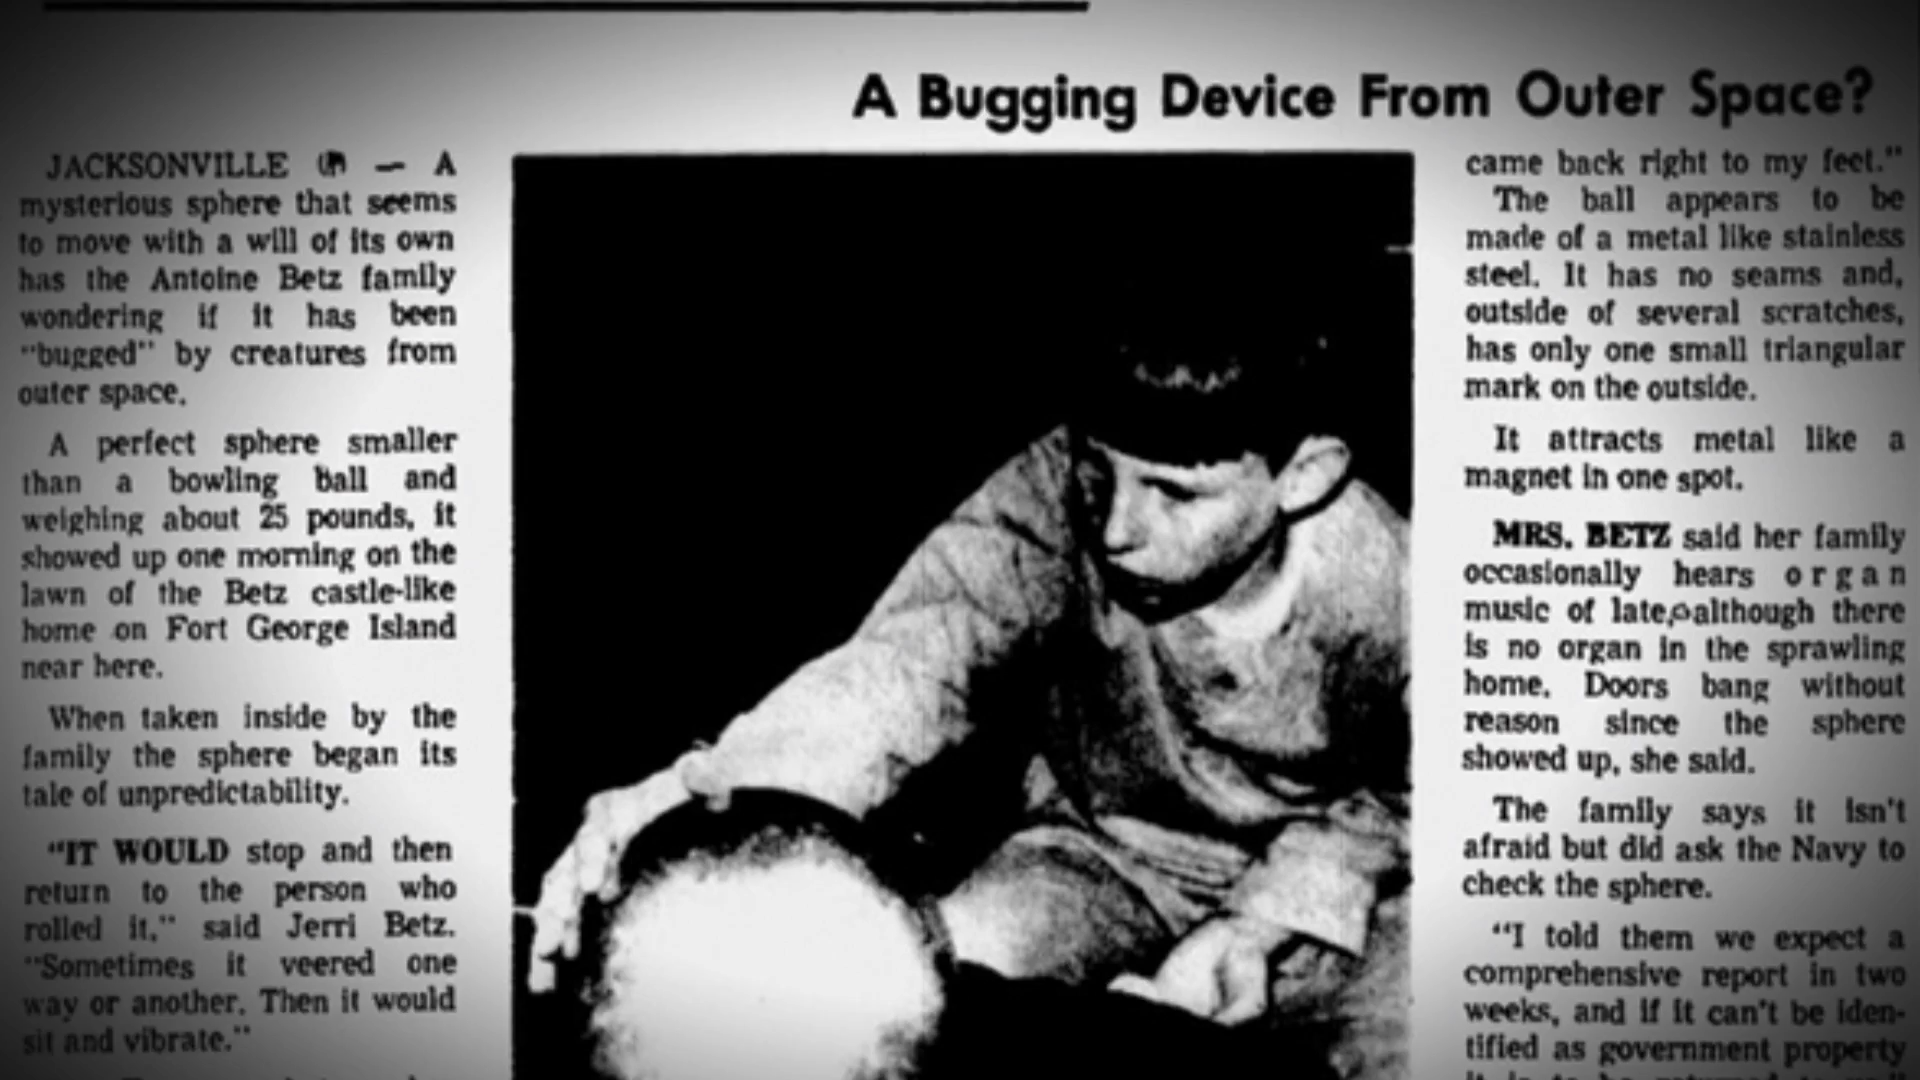 A Bugging Device From Outer Space?
JACKSONVILLE (AP) — A
mysterious sphere that seems
to move with a will of its own
has the Antoine Betz family
wondering if it has been
"bugged" by creatures from
outer space.
A perfect sphere smaller
than a bowling ball and
weighing about 25 pounds, it
showed up one morning on the
lawn of the Betz castle-like
home on Fort George Island
near here.
When taken inside by the
family the sphere began its
tale of unpredictability.
"IT WOULD stop and then
return to the person who
rolled it," said Jerri Betz.
"Sometimes it veered one
way or another. Then it would
sit and vibrate."
came back right to my feet."
The ball appears to be
made of a metal like stainless
steel. It has no seams and,
outside of several scratches,
has only one small triangular
mark on the outside.
It attracts metal like a
magnet in one spot.
MRS. BETZ said her family
occasionally hears organ
music of late, although there
is no organ in the sprawling
home. Doors bang without
reason since the sphere
showed up, she said.
The family says it isn't
afraid but did ask the Navy to
check the sphere.
"I told them we expect a
comprehensive report in two
weeks, and if it can't be iden-
tified as government property